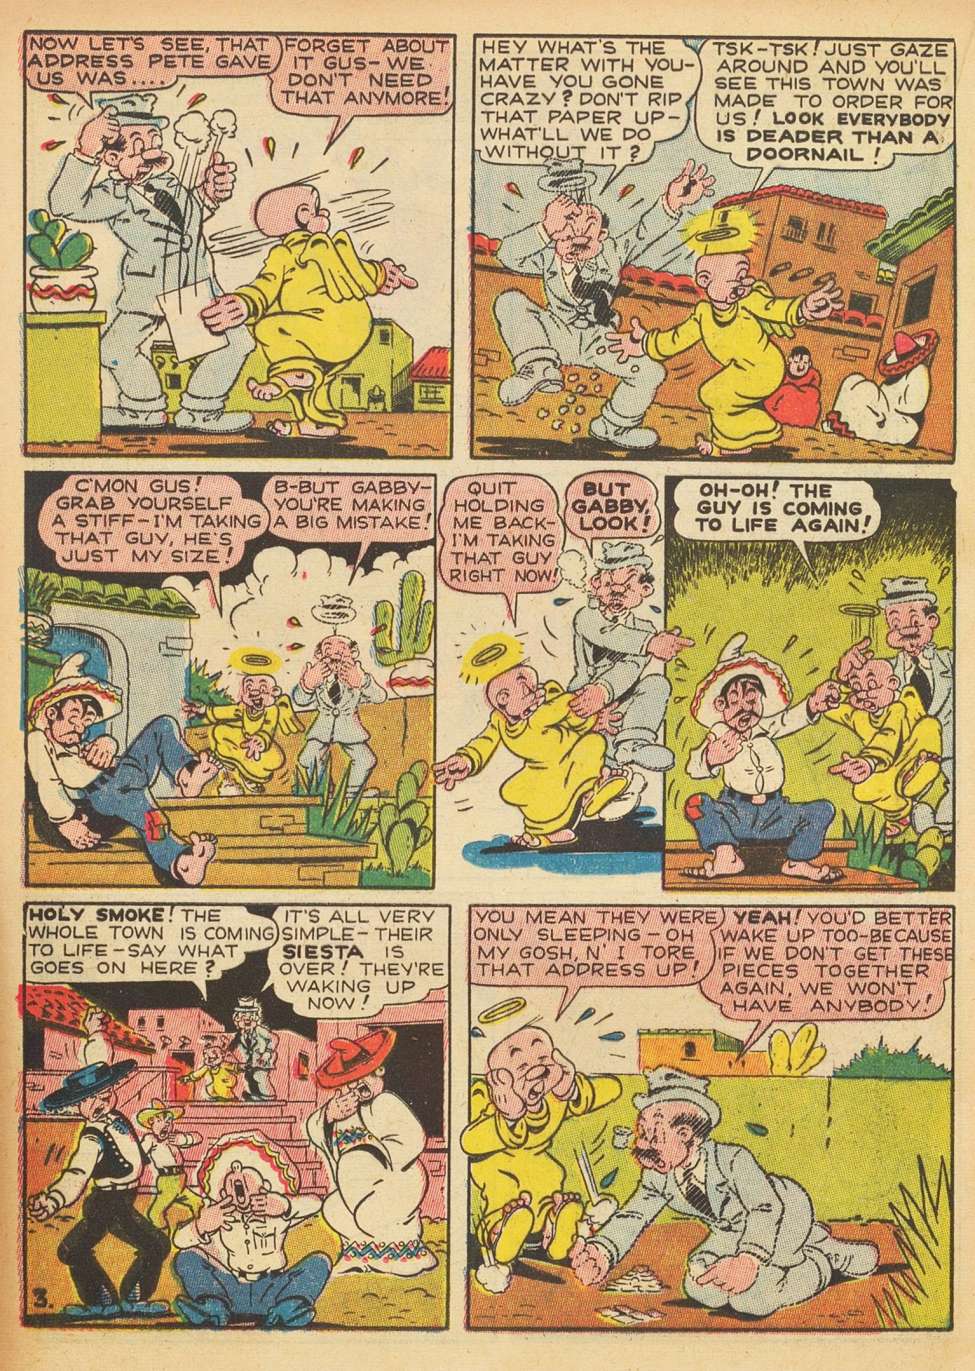 NOW LET'S SEE, THAT
ADDRESS PETE GAVE
US WAS....
FORGET ABOUT
IT GUS-WE
DON'T NEED
THAT ANYMORE!
HEY WHAT'S THE
MATTER WITH YOU-
HAVE YOU GONE
CRAZY? DON'T RIP
THAT PAPER UP-
WHAT'LL WE DO
WITHOUT IT?
TSK-TSK! JUST GAZE
AROUND AND YOU'LL
SEE THIS TOWN WAS
MADE TO ORDER FOR
US! LOOK EVERYBODY
IS DEADER THAN A
DOORNAIL!
C'MON GUS!
GRAB YOURSELF
A STIFF-I'M TAKING
THAT GUY, HE'S
JUST MY SIZE!
B-BUT GABBY-
YOU'RE MAKING
A BIG MISTAKE!
QUIT
HOLDING
ME BACK-
I'M TAKING
THAT GUY
RIGHT NOW!
BUT
GABBY,
LOOK!
OH-OH! THE
GUY IS COMING
TO LIFE AGAIN!
HOLY SMOKE! THE
WHOLE TOWN IS COMING
TO LIFE-SAY WHAT
GOES ON HERE?
IT'S ALL VERY
SIMPLE-THEIR
SIESTA IS
OVER! THEY'RE
WAKING UP
NOW!
YOU MEAN THEY WERE
ONLY SLEEPING-OH
MY GOSH, N' I TORE
THAT ADDRESS UP!
YEAH! YOU'D BETTER
WAKE UP TOO-BECAUSE
IF WE DON'T GET THESE
PIECES TOGETHER
AGAIN, WE WON'T
HAVE ANYBODY!
3.